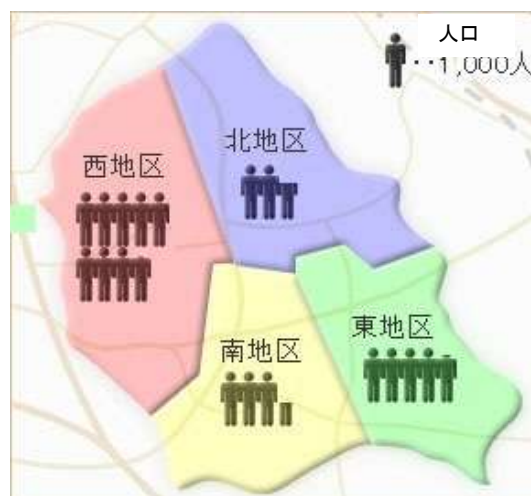 人口
‥1,000人
北地区
西地区
東地区
南地区